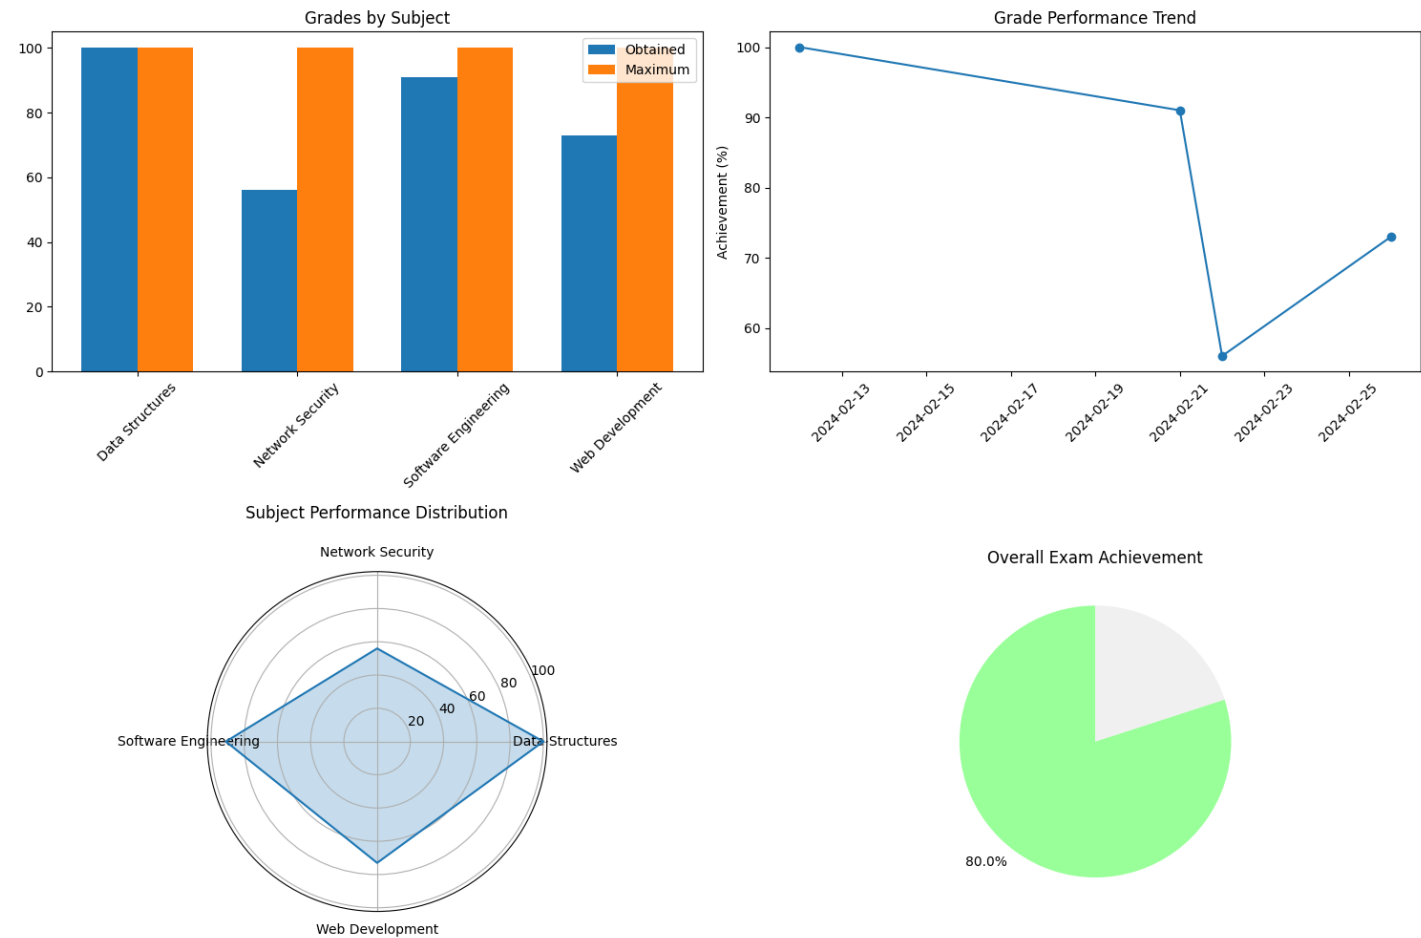 Grades by Subject
100
80
60
40
20
0
Obtained
Maximum
Data Structures
Network Security
Software Engineering
Web Development
Grade Performance Trend
Achievement (%)
100
90
80
70
60
2024-02-13
2024-02-15
2024-02-17
2024-02-19
2024-02-21
2024-02-23
2024-02-25
Subject Performance Distribution
Network Security
100
80
60
40
20
Software Engineering
Data Structures
Web Development
Overall Exam Achievement
80.0%